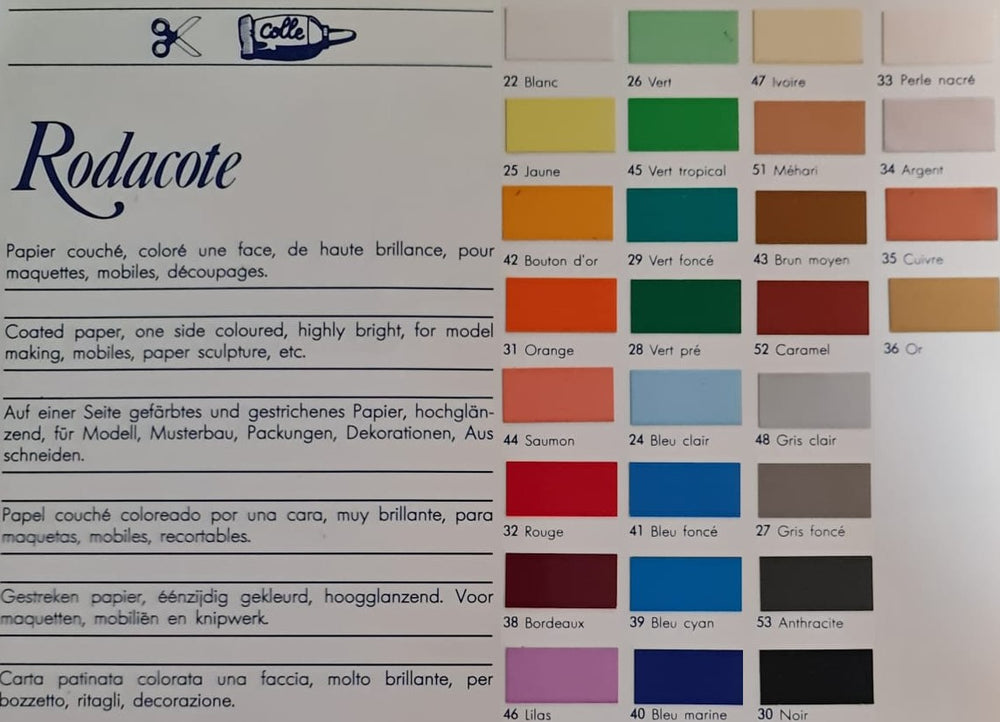 Colle
Rodacote
Papier couché, coloré une face, de haute brillance, pour
maquettes, mobiles, découpages.
Coated paper, one side coloured, highly bright, for model
making, mobiles, paper sculpture, etc.
Auf einer Seite gefärbtes und gestrichenes Papier, hochglän-
zend, für Modell, Musterbau, Packungen, Dekorationen, Aus
schneiden.
Papel couché coloreado por una cara, muy brillante, para
maquetas, mobiles, recortables.
Gestreken papier, éénzijdig gekleurd, hoogglanzend. Voor
maquetten, mobiliën en knipwerk.
Carta patinata colorata una faccia, molto brillante, per
bozzetto, ritagli, decorazione.
22 Blanc
26 Vert
47 Ivoire
33 Perle nacré
25 Jaune
45 Vert tropical
51 Méhari
34 Argent
42 Bouton d'or
29 Vert foncé
43 Brun moyen
35 Cuivre
31 Orange
28 Vert pré
52 Caramel
36 Or
44 Saumon
24 Bleu clair
48 Gris clair
32 Rouge
41 Bleu foncé
27 Gris foncé
38 Bordeaux
39 Bleu cyan
53 Anthracite
46 Lilas
40 Bleu marine
30 Noir